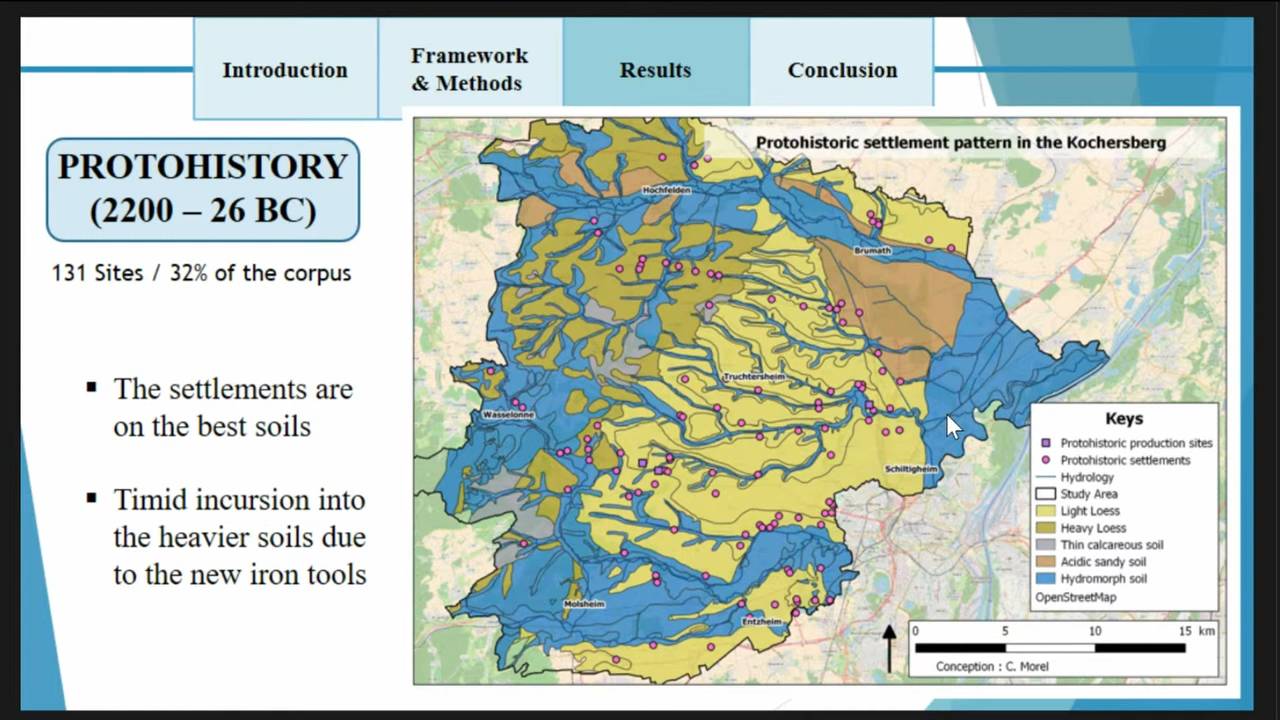 Introduction
Framework
& Methods
Results
Conclusion
PROTOHISTORY
(2200 – 26 BC)
131 Sites / 32% of the corpus
▪ The settlements are
on the best soils
▪ Timid incursion into
the heavier soils due
to the new iron tools
Protohistoric settlement pattern in the Kochersberg
Hochfelden
Brumath
Truchtersheim
Wasselonne
Schiltigheim
Molsheim
Entzheim
Keys
Protohistoric production sites
Protohistoric settlements
Hydrology
Study Area
Light Loess
Heavy Loess
Thin calcareous soil
Acidic sandy soil
Hydromorph soil
OpenStreetMap
0 5 10 15 km
Conception : C. Morel